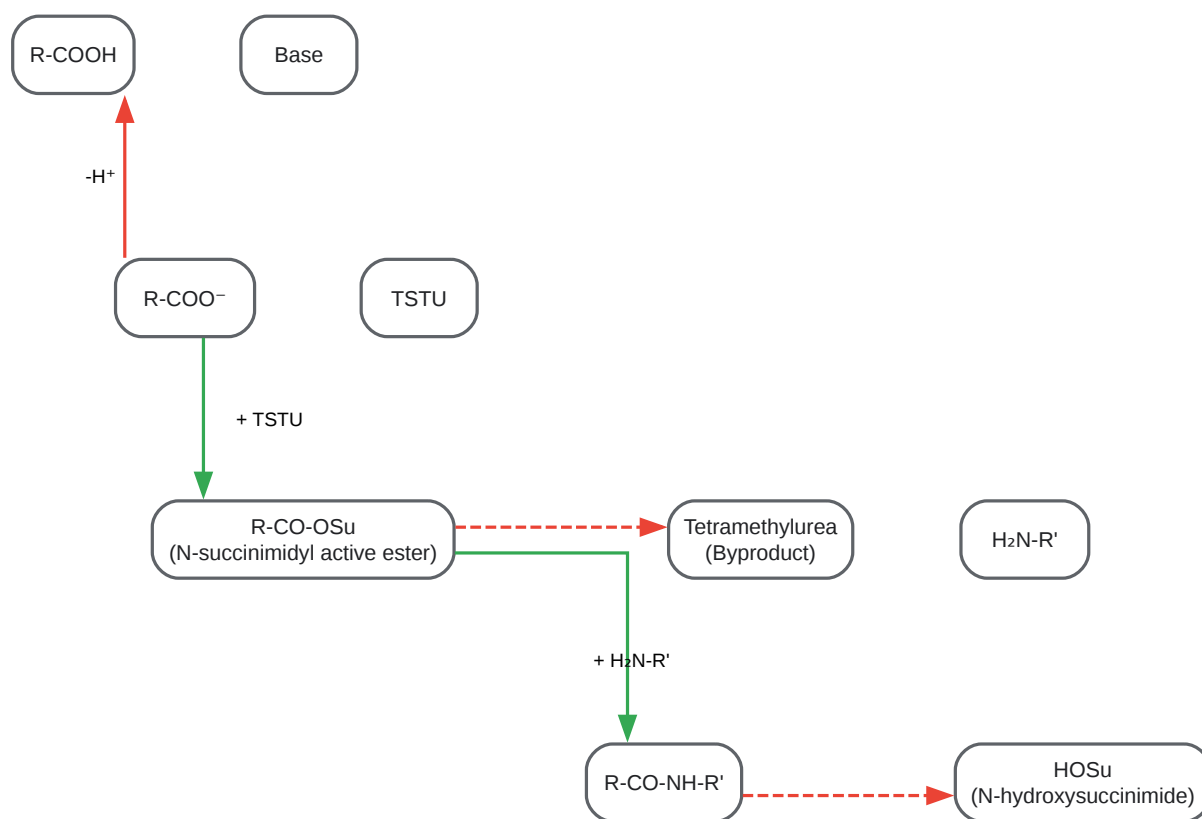 R-COOH
Base
-H⁺
R-COO⁻
TSTU
+ TSTU
R-CO-OSu
(N-succinimidyl active ester)
Tetramethylurea
(Byproduct)
H₂N-R'
+ H₂N-R'
R-CO-NH-R'
HOSu
(N-hydroxysuccinimide)